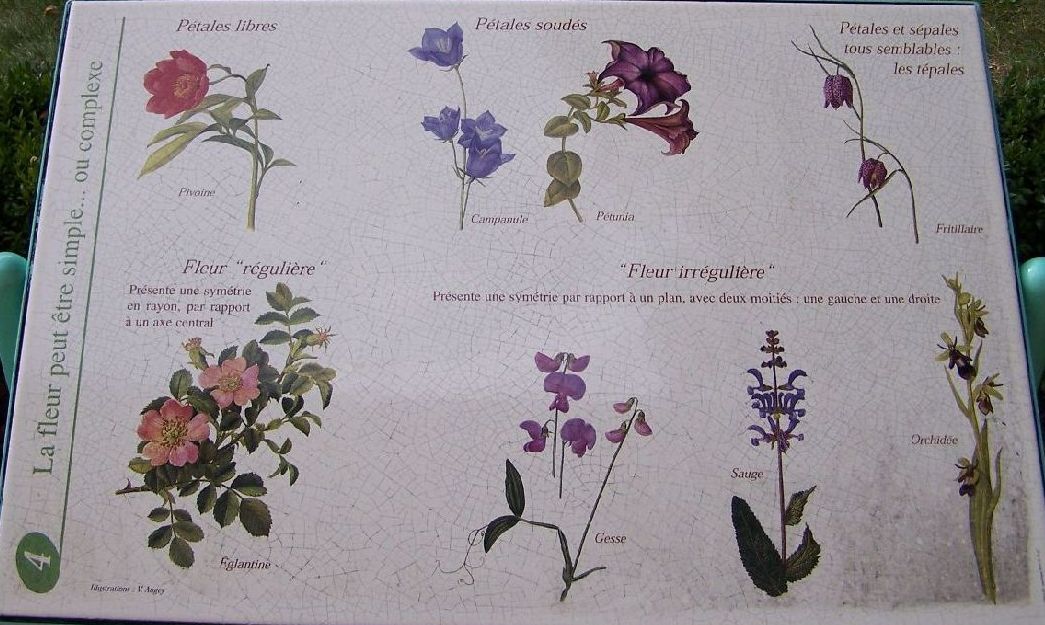 La fleur peut être simple... ou complexe
4
Pétales libres
Pivoine
Pétales soudés
Campanule
Pétunia
Pétales et sépales
tous semblables :
les tépales
Fritillaire
Fleur "régulière"
Présente une symétrie
en rayon, par rapport
à un axe central
Eglantine
"Fleur irrégulière"
Présente une symétrie par rapport à un plan, avec deux moitiés : une gauche et une droite
Gesse
Sauge
Orchidée
Illustrations : V.